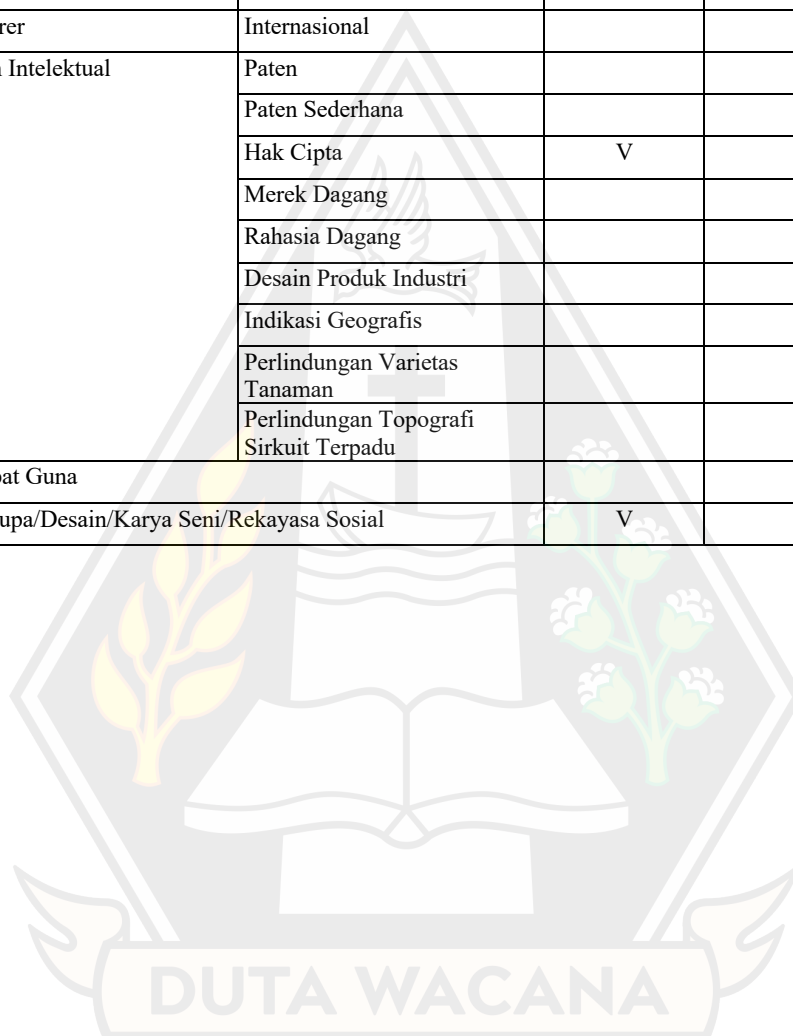 rer Internasional
Intelektual Paten
Paten Sederhana
Hak Cipta V
Merek Dagang
Rahasia Dagang
Desain Produk Industri
Indikasi Geografis
Perlindungan Varietas
Tanaman
Perlindungan Topografi
Sirkuit Terpadu
pat Guna
upa/Desain/Karya Seni/Rekayasa Sosial V
DUTA WACANA